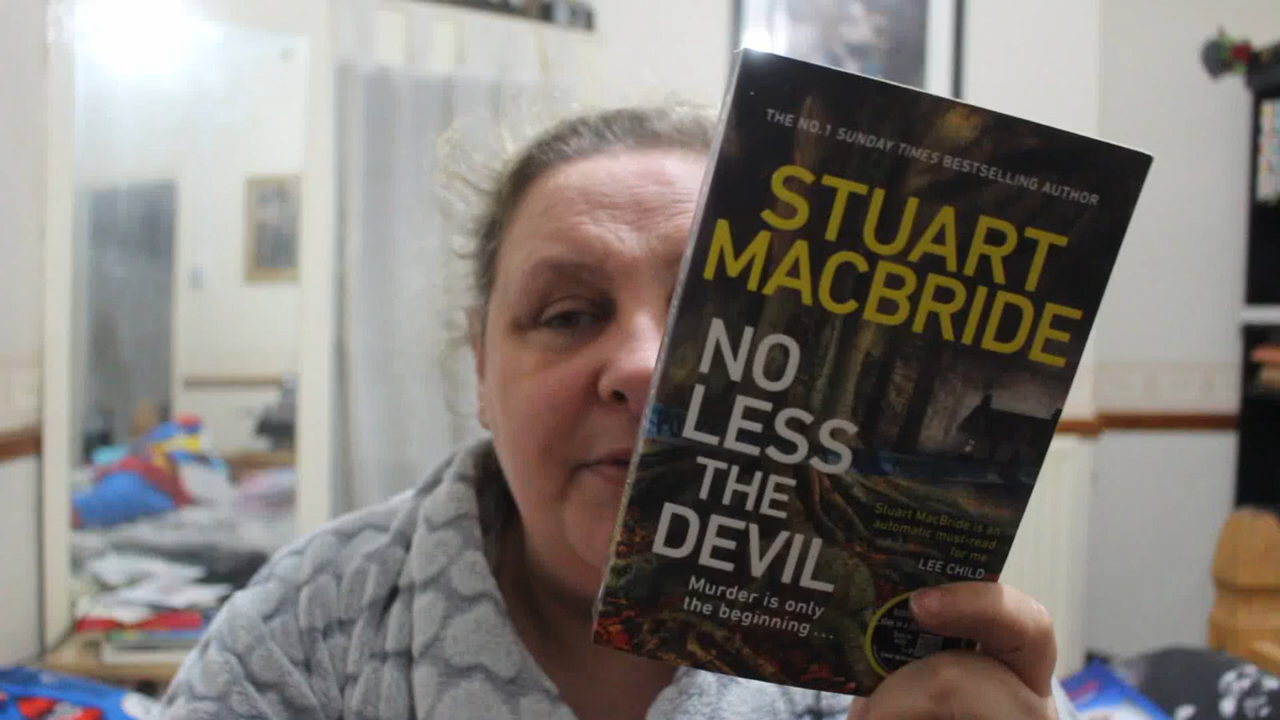 THE NO.1 SUNDAY TIMES BESTSELLING AUTHOR
STUART
MACBRIDE
NO
LESS
THE
DEVIL
Murder is only
the beginning...
Stuart MacBride is an
automatic must-read
for me
LEE CHILD